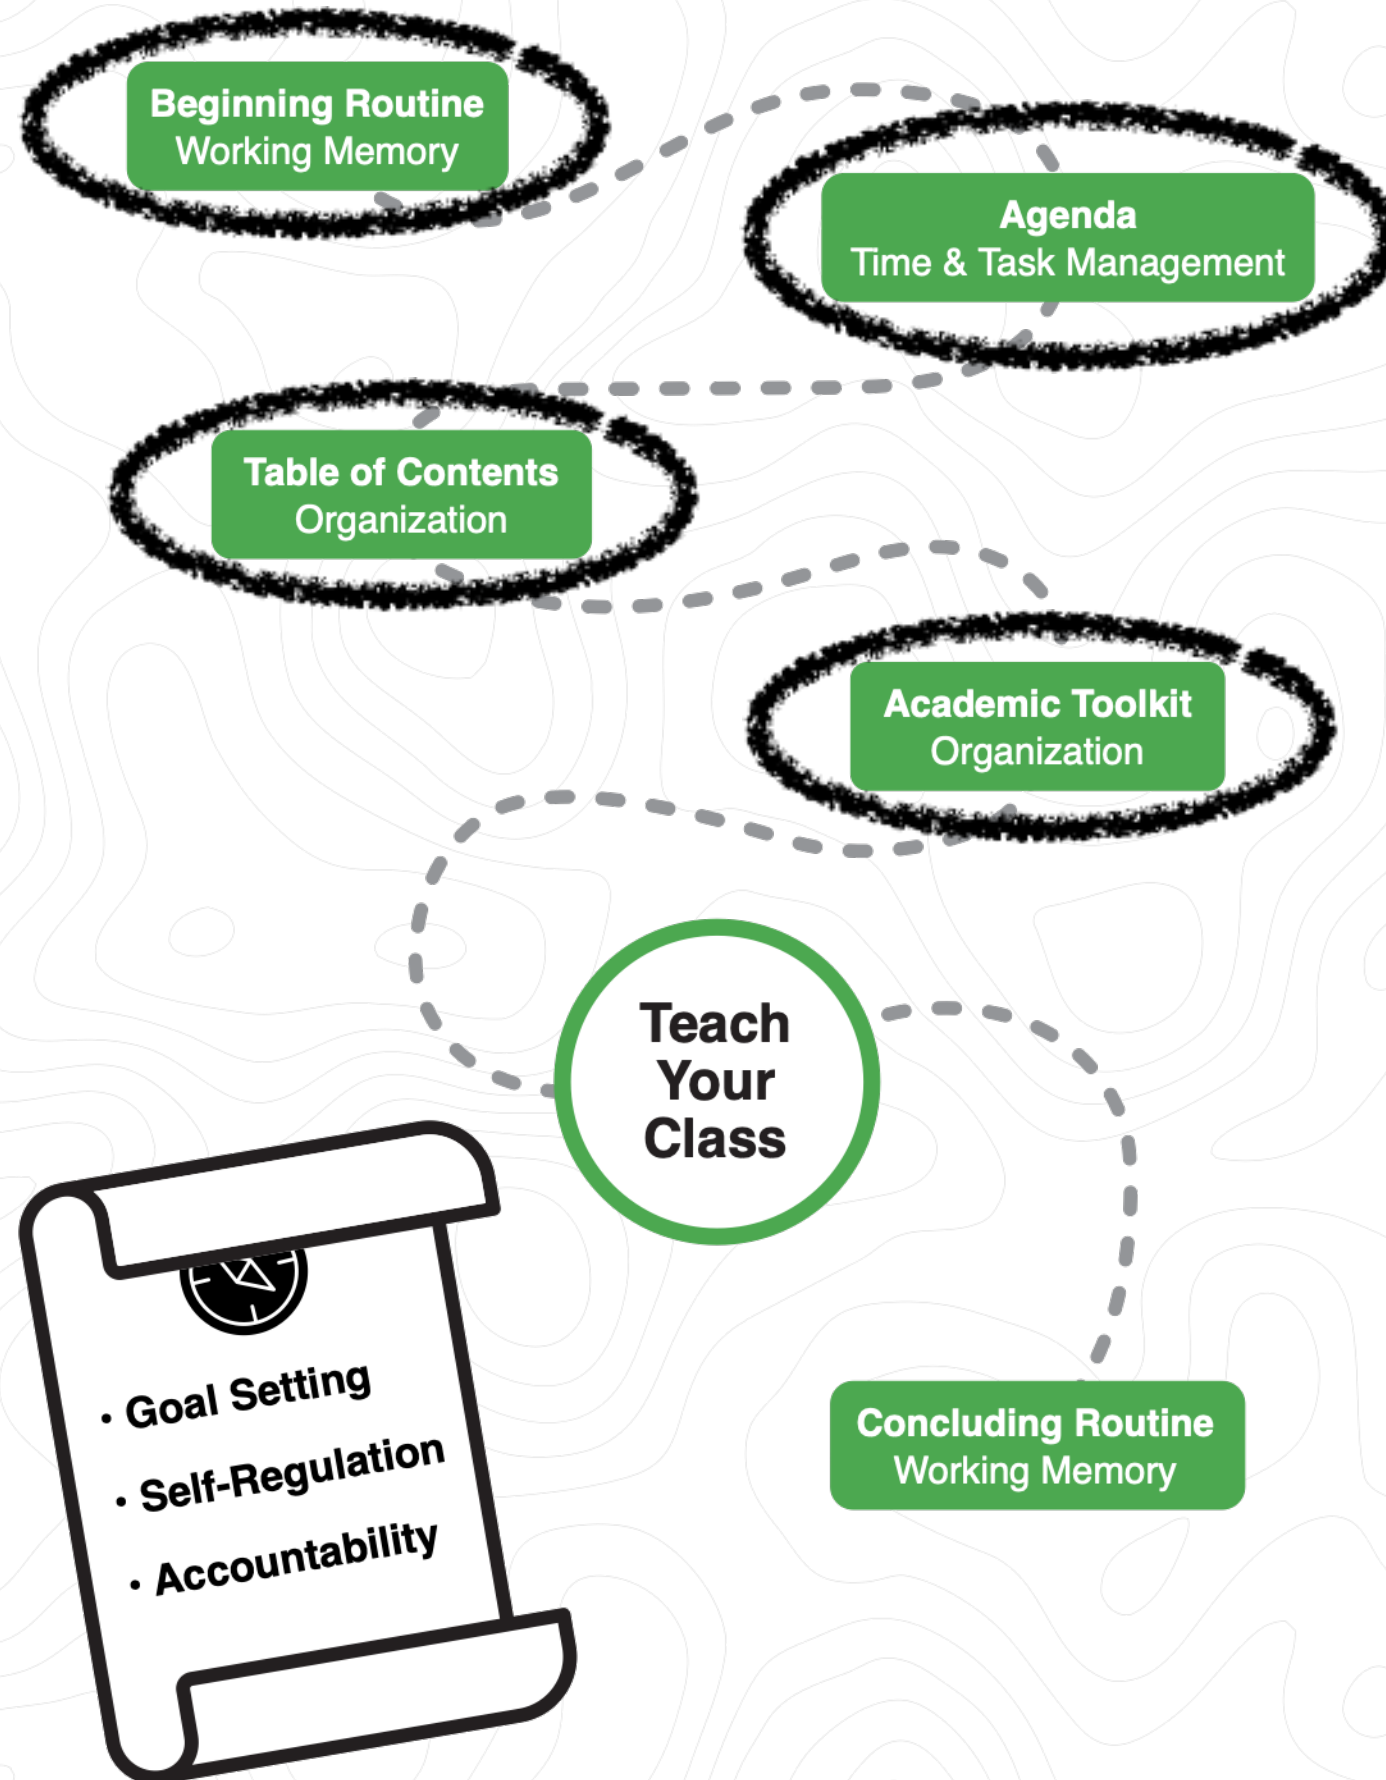 Beginning Routine
Working Memory
Agenda
Time & Task Management
Table of Contents
Organization
Academic Toolkit
Organization
Teach
Your
Class
• Goal Setting
• Self-Regulation
• Accountability
Concluding Routine
Working Memory